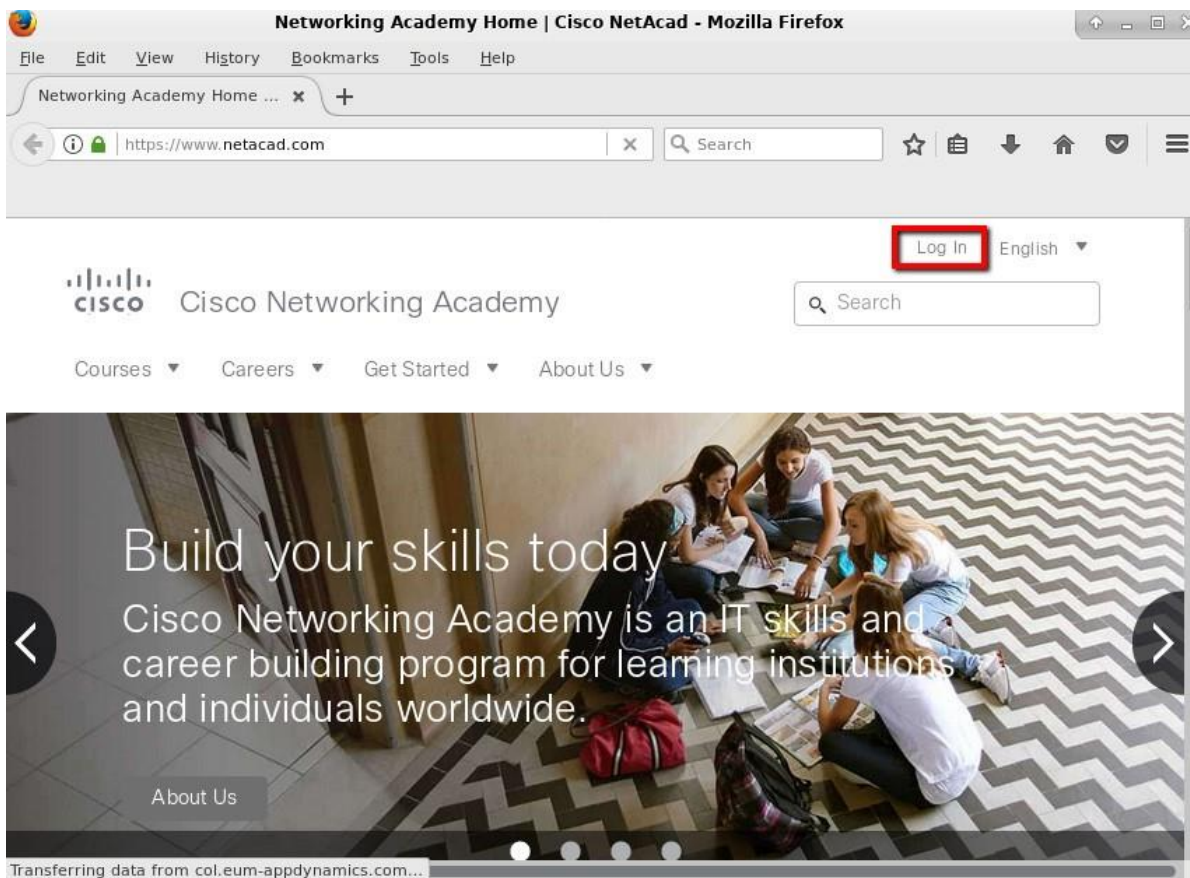 Networking Academy Home | Cisco NetAcad - Mozilla Firefox
File Edit View History Bookmarks Tools Help
Networking Academy Home ...
https://www.netacad.com
Search
Log In English
CISCO Cisco Networking Academy
Search
Courses Careers Get Started About Us
Build your skills today
Cisco Networking Academy is an IT skills and
career building program for learning institutions
and individuals worldwide.
About Us
Transferring data from col.eum-appdynamics.com...